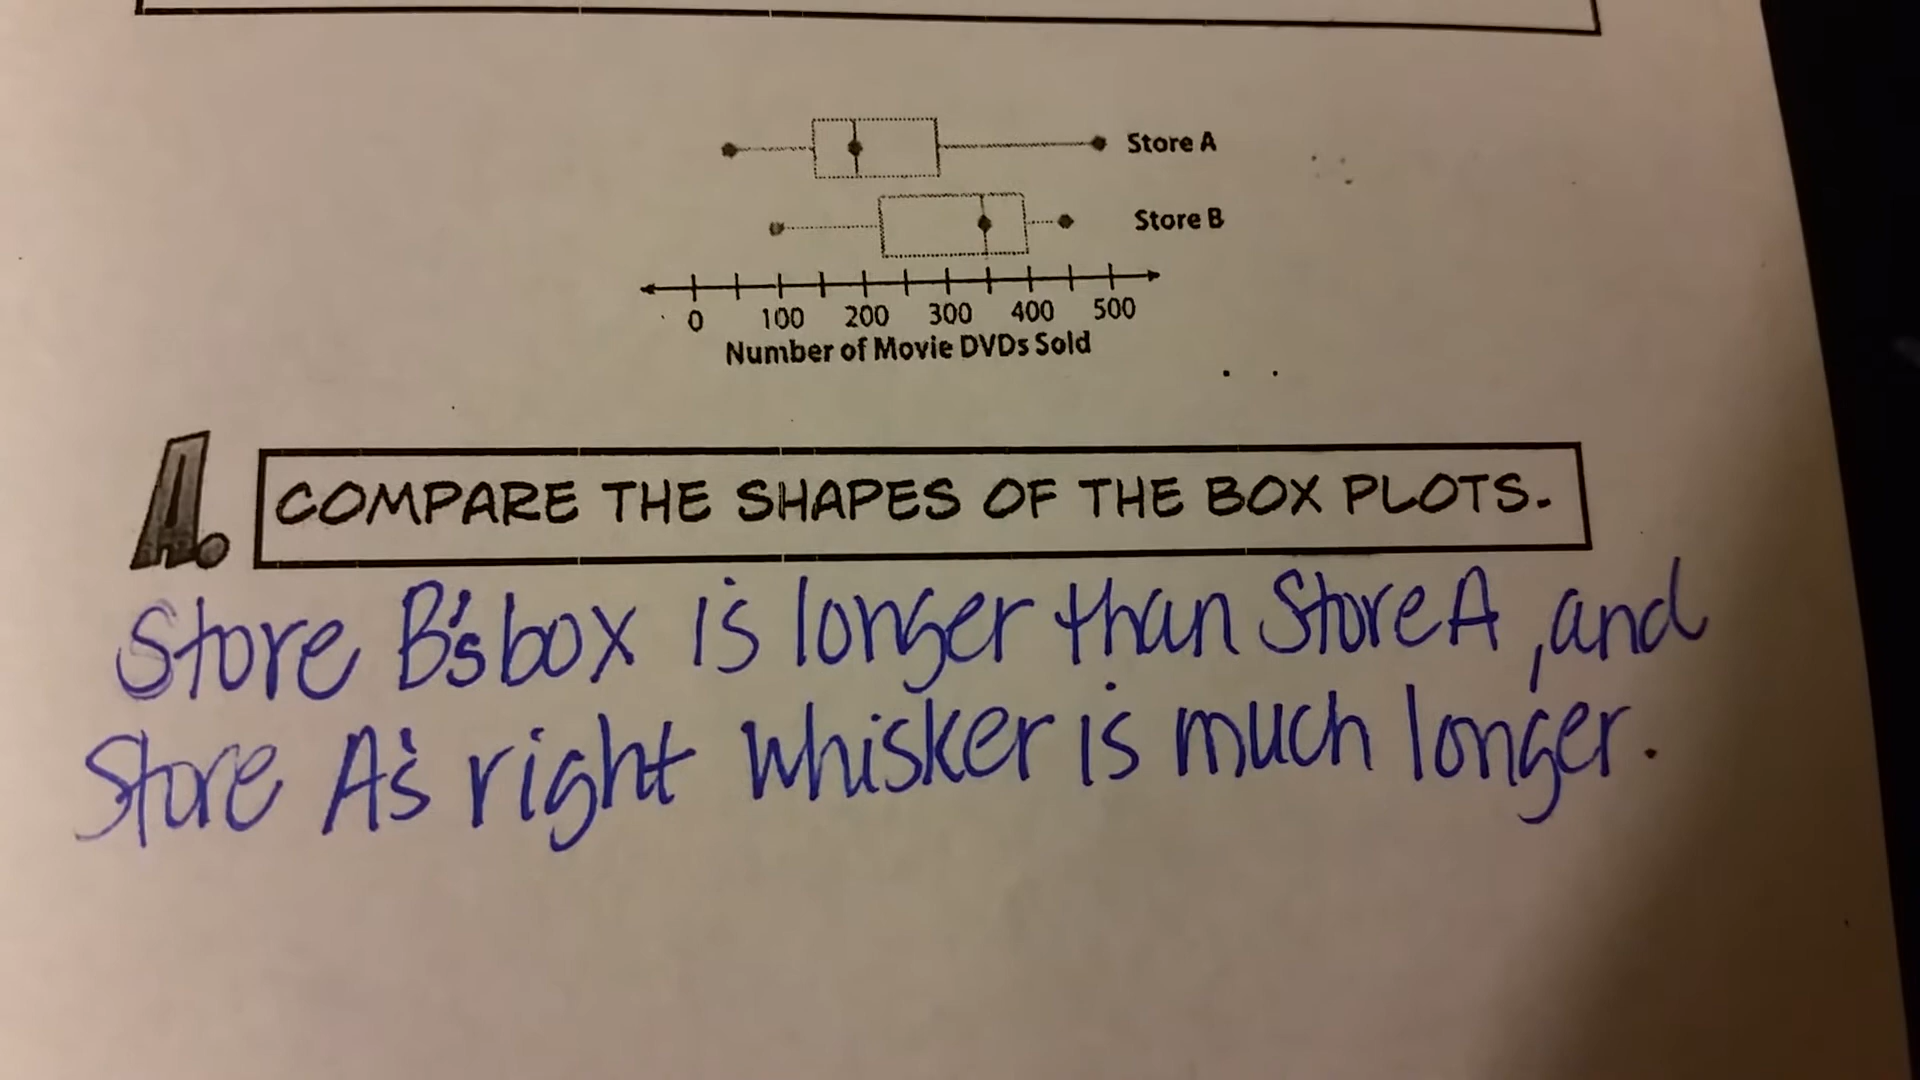 Store A
Store B
0 100 200 300 400 500
Number of Movie DVDs Sold
A. COMPARE THE SHAPES OF THE BOX PLOTS.
Store B's box is longer than Store A, and
Store A's right whisker is much longer.